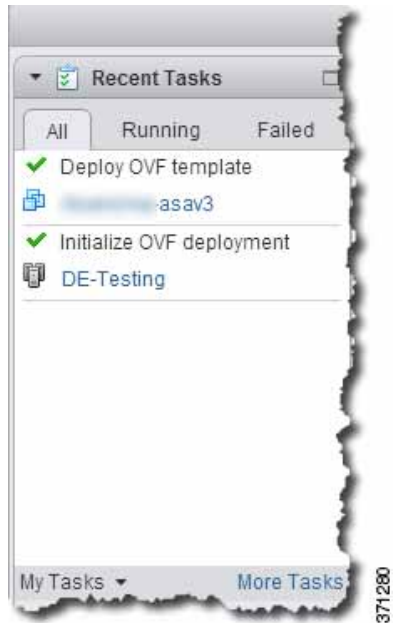 Recent Tasks
All Running Failed
Deploy OVF template
-asav3
Initialize OVF deployment
DE-Testing
My Tasks More Tasks
371280